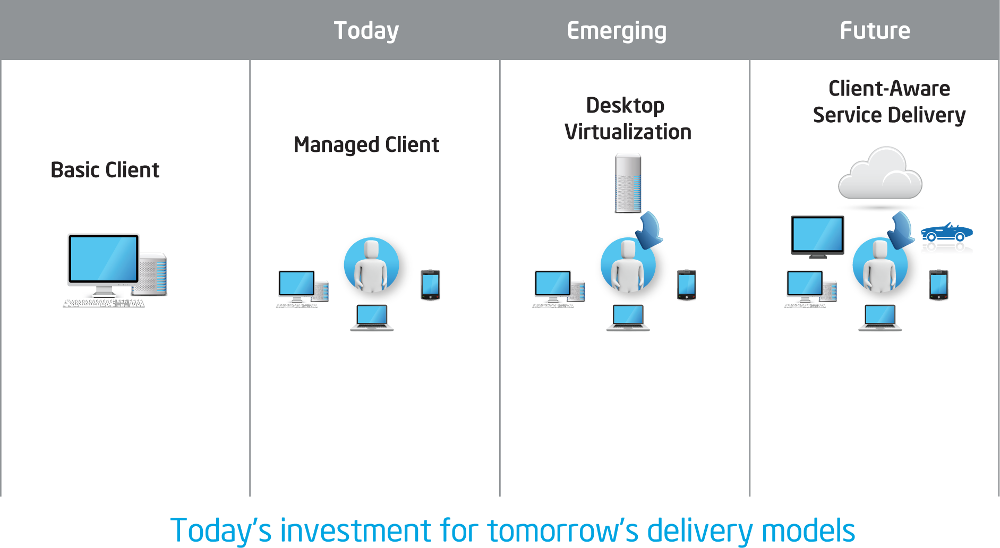 Today
Emerging
Future
Basic Client
Managed Client
Desktop
Virtualization
Client-Aware
Service Delivery
Today's investment for tomorrow's delivery models